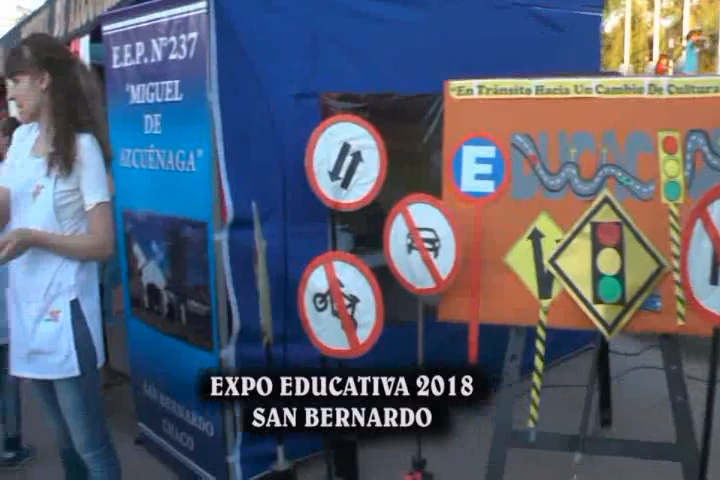 E.E.P. N°237
"MIGUEL
DE
AZCUÉNAGA"
SAN BERNARDO
CHACO
"En Tránsito Hacia Un Cambio De Cultura
E
EDUCAC
EXPO EDUCATIVA 2018
SAN BERNARDO